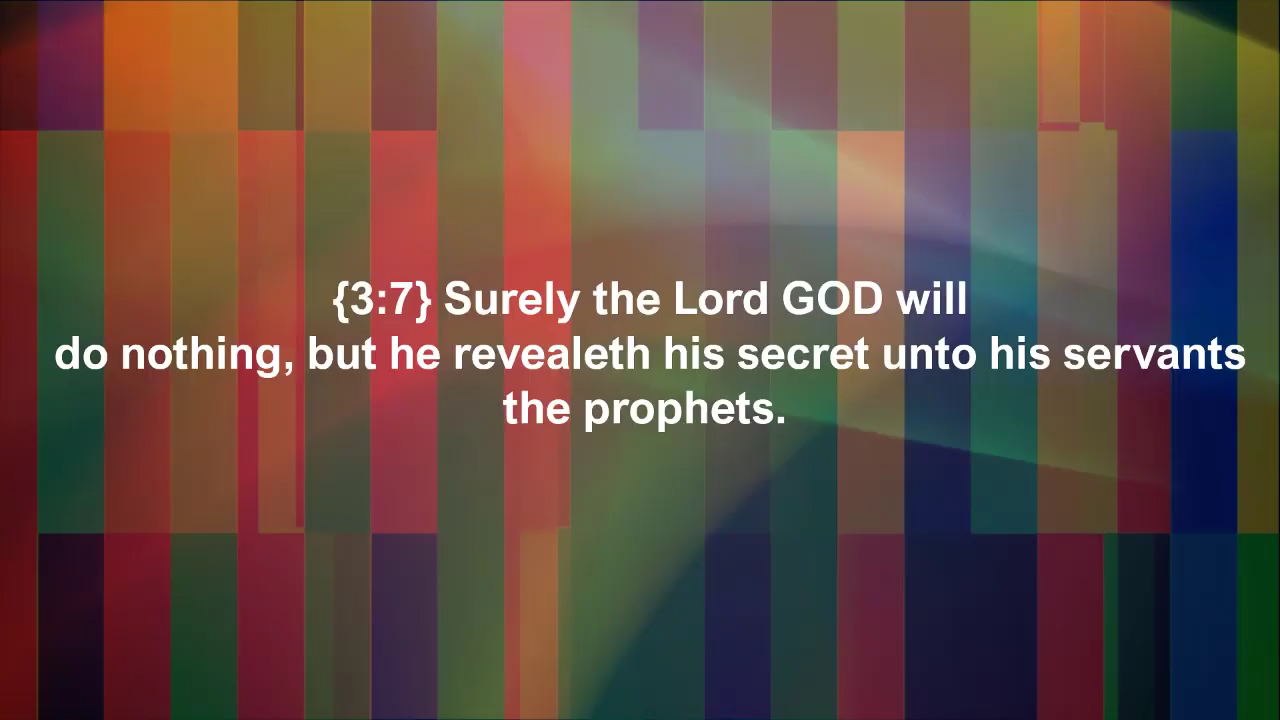 {3:7} Surely the Lord GOD will
do nothing, but he revealeth his secret unto his servants
the prophets.